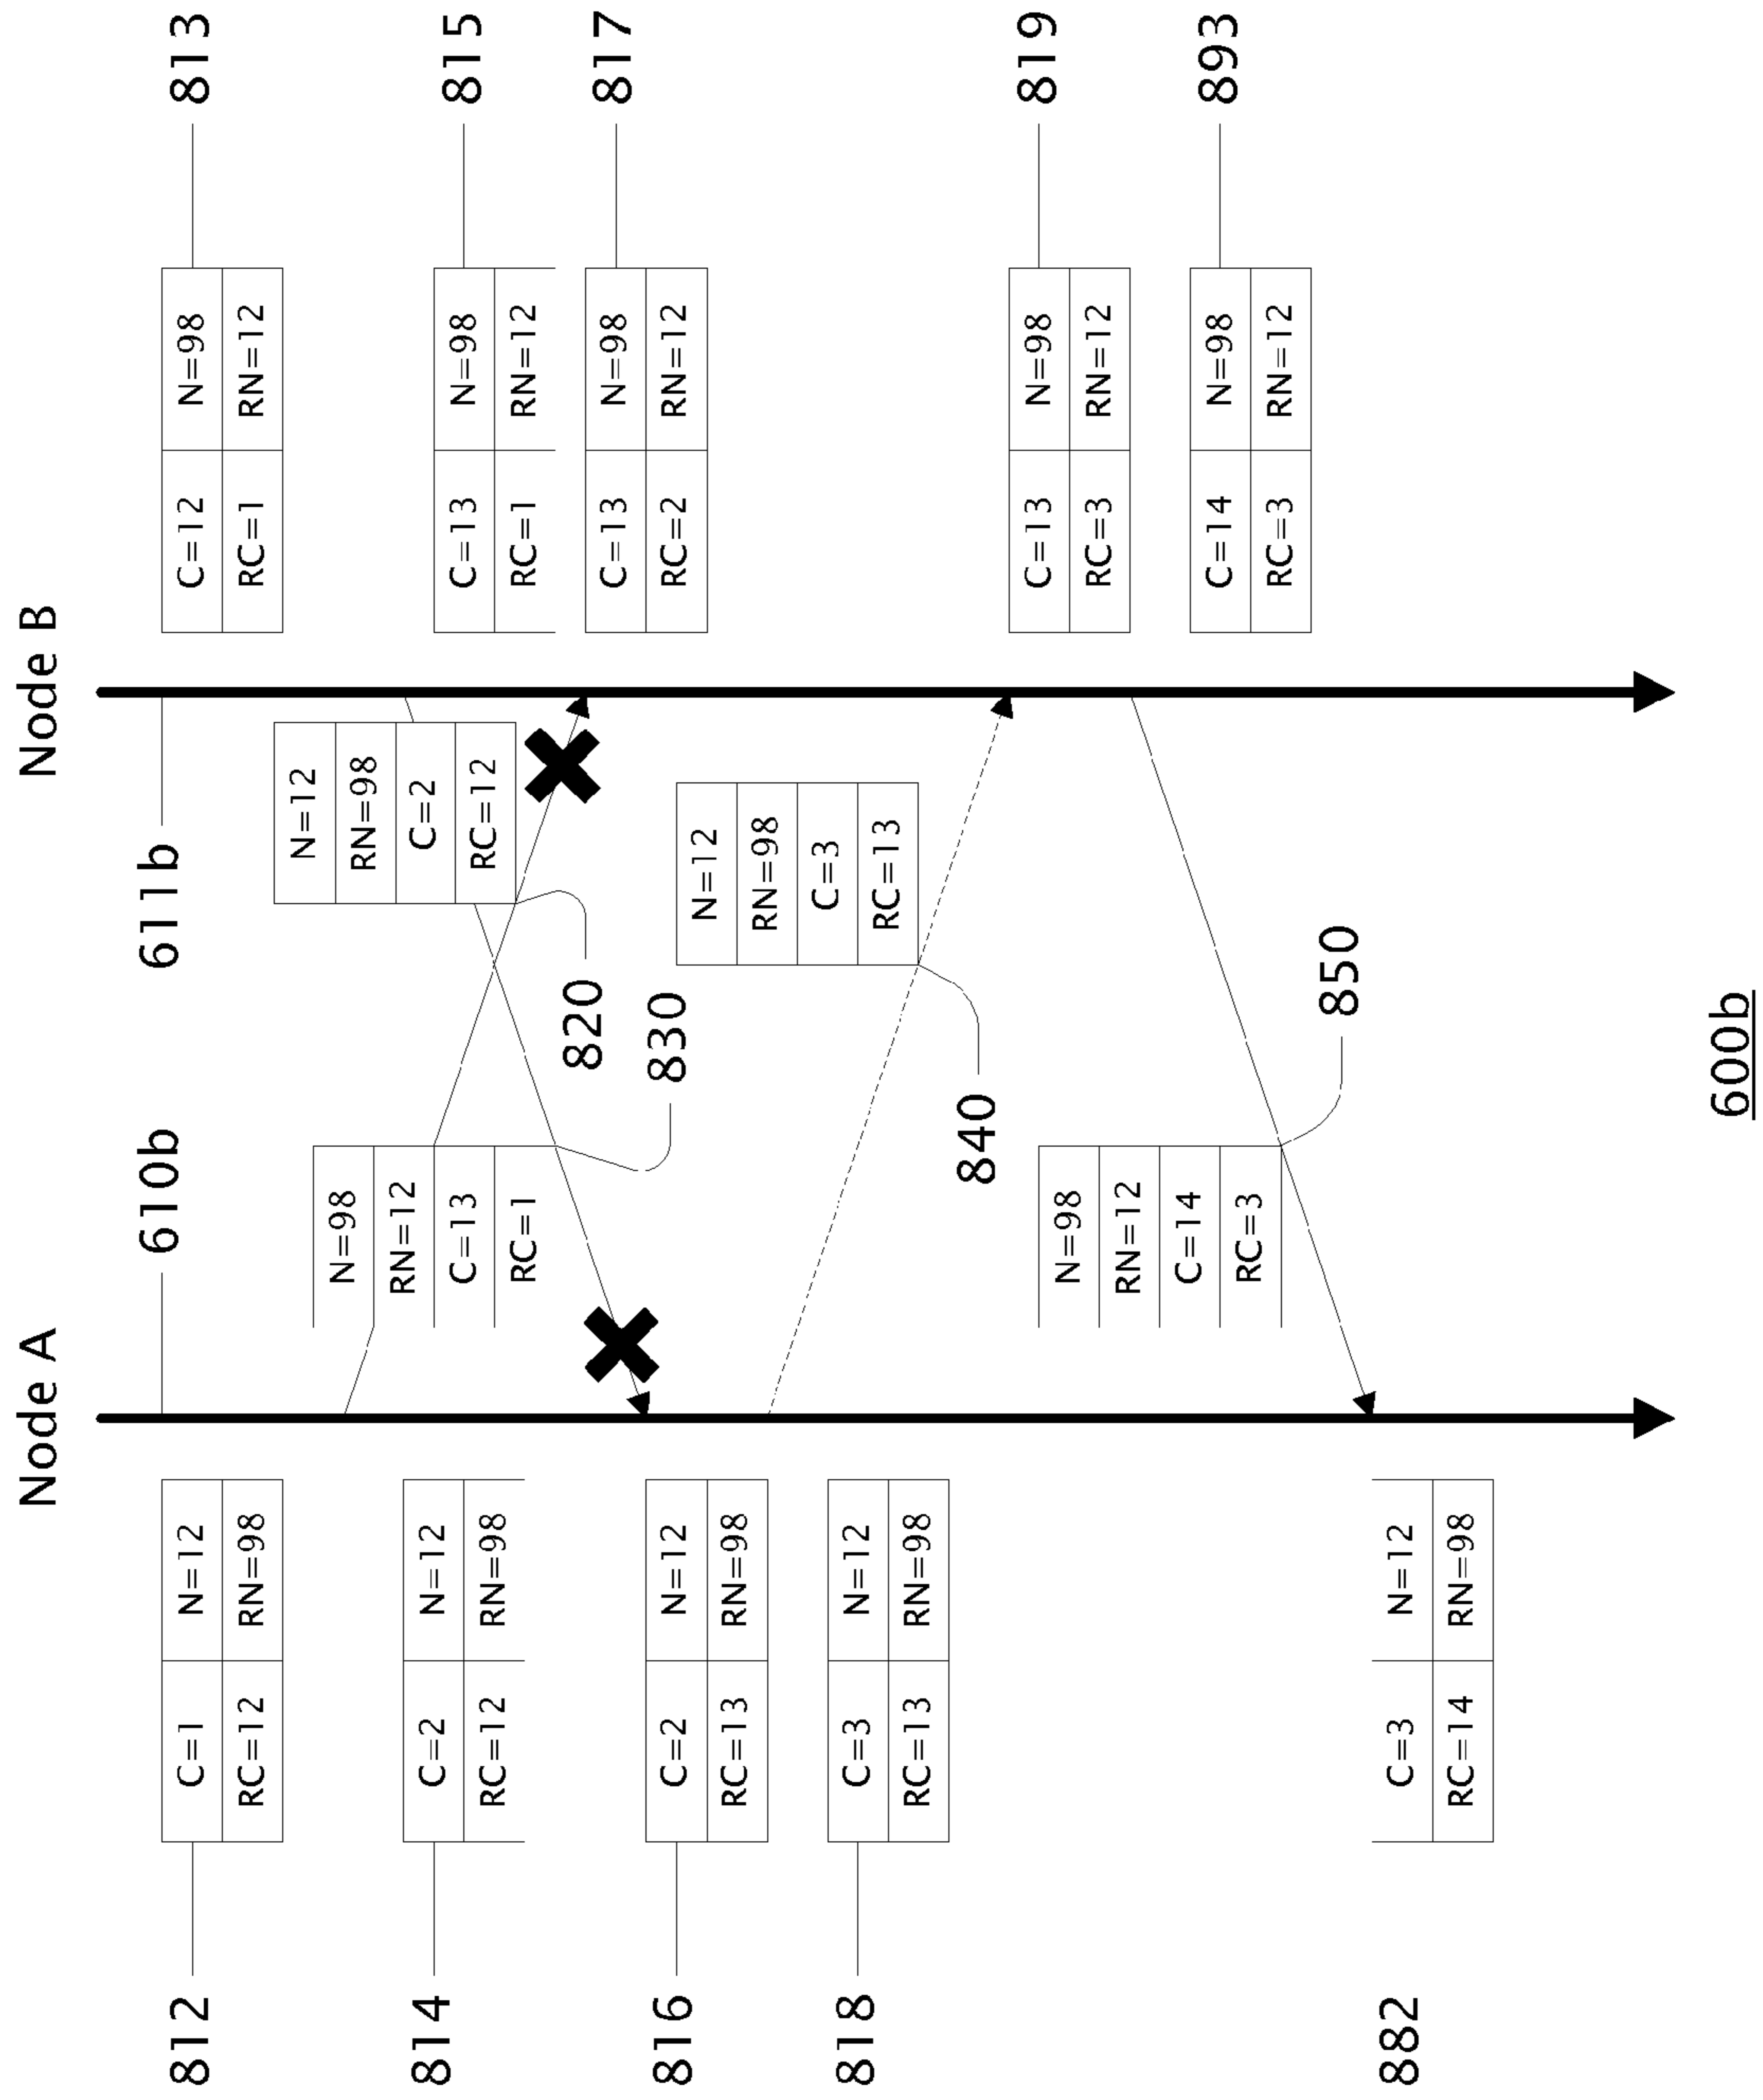 Node A
Node B
610b
611b
812
C=1
N=12
RC=12
RN=98
C=12
N=98
RC=1
RN=12
813
N=12
RN=98
C=2
RC=12
820
N=98
RN=12
C=13
RC=1
830
814
C=2
N=12
RC=12
RN=98
C=13
N=98
RC=1
RN=12
815
C=13
N=98
RC=2
RN=12
817
816
C=2
N=12
RC=13
RN=98
N=12
RN=98
C=3
RC=13
840
818
C=3
N=12
RC=13
RN=98
C=13
N=98
RC=3
RN=12
819
N=98
RN=12
C=14
RC=3
850
C=14
N=98
RC=3
RN=12
893
882
C=3
N=12
RC=14
RN=98
600b